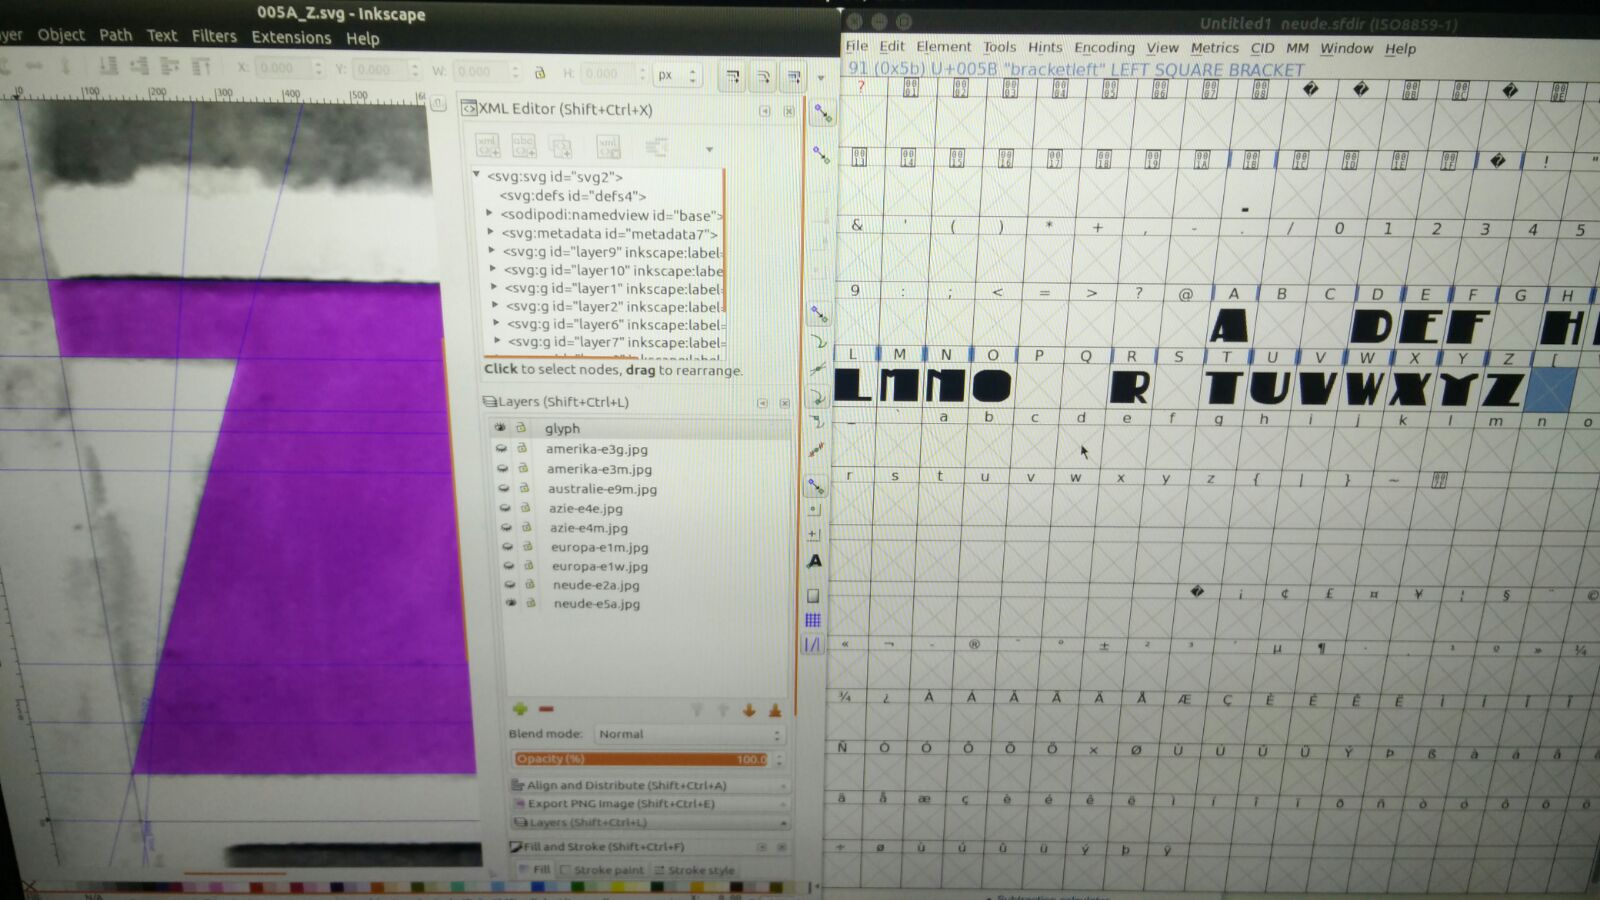 005A_Z.svg - Inkscape
yer Object Path Text Filters Extensions Help
X: 0.000 Y: 0.000 W: 0.000 H: 0.000 px
0 100 200 300 400 500
XML Editor (Shift+Ctrl+X)
<svg:svg id="svg2">
<svg:defs id="defs4">
<sodipodi:namedview id="base">
<svg:metadata id="metadata7">
<svg:g id="layer9" inkscape:label=
<svg:g id="layer10" inkscape:labe
<svg:g id="layer1" inkscape:label=
<svg:g id="layer2" inkscape:label=
<svg:g id="layer6" inkscape:label=
<svg:g id="layer7" inkscape:label=
Click to select nodes, drag to rearrange.
Layers (Shift+Ctrl+L)
glyph
amerika-e3g.jpg
amerika-e3m.jpg
australie-e9m.jpg
azie-e4e.jpg
azie-e4m.jpg
europa-e1m.jpg
europa-e1w.jpg
neude-e2a.jpg
neude-e5a.jpg
Blend mode: Normal
Opacity (%) 100.0
Align and Distribute (Shift+Ctrl+A)
Export PNG Image (Shift+Ctrl+E)
Layers (Shift+Ctrl+L)
Fill and Stroke (Shift+Ctrl+F)
Fill Stroke paint Stroke style
Untitled1 neude.sfdir (ISO8859-1)
File Edit Element Tools Hints Encoding View Metrics CID MM Window Help
91 (0x5b) U+005B "bracketleft" LEFT SQUARE BRACKET
& ' ( ) * + , - . / 0 1 2 3 4 5
9 : ; < = > ? @ A B C D E F G H
A D E F H
L M N O P Q R S T U V W X Y Z [
L M N O R T U V W X Y Z
_ ` a b c d e f g h i j k l m n o
r s t u v w x y z { | } ~
¡ ¢ £ ¤ ¥ ¦ § ¨ ©
« ¬ - ® ¯ ° ± ² ³ ´ µ ¶ · ¸ ¹ º » ¼
¾ ¿ À Á Â Ã Ä Å Æ Ç È É Ê Ë Ì Í Î Ï
Ñ Ò Ó Ô Õ Ö × Ø Ù Ú Û Ü Ý Þ ß à á â
ä å æ ç è é ê ë ì í î ï ð ñ ò ó ô õ
÷ ø ù ú û ü ý þ ÿ